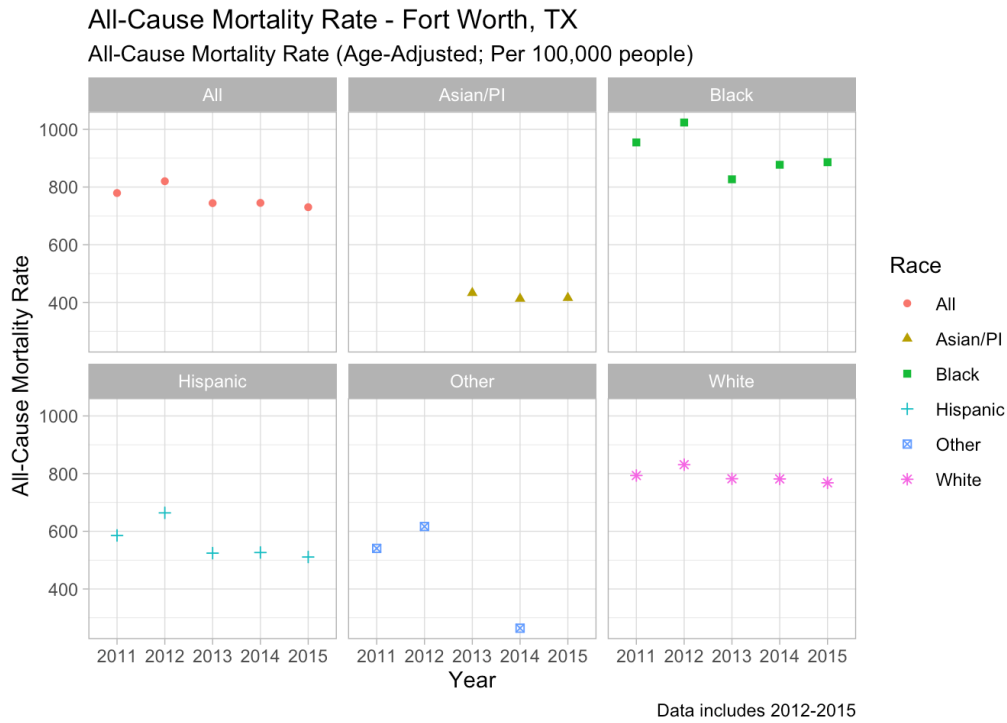 All-Cause Mortality Rate - Fort Worth, TX
All-Cause Mortality Rate (Age-Adjusted; Per 100,000 people)
All
Asian/PI
Black
1000
800
600
400
Hispanic
Other
White
1000
800
600
400
All-Cause Mortality Rate
2011 2012 2013 2014 2015
2011 2012 2013 2014 2015
2011 2012 2013 2014 2015
Year
Race
All
Asian/PI
Black
Hispanic
Other
White
Data includes 2012-2015